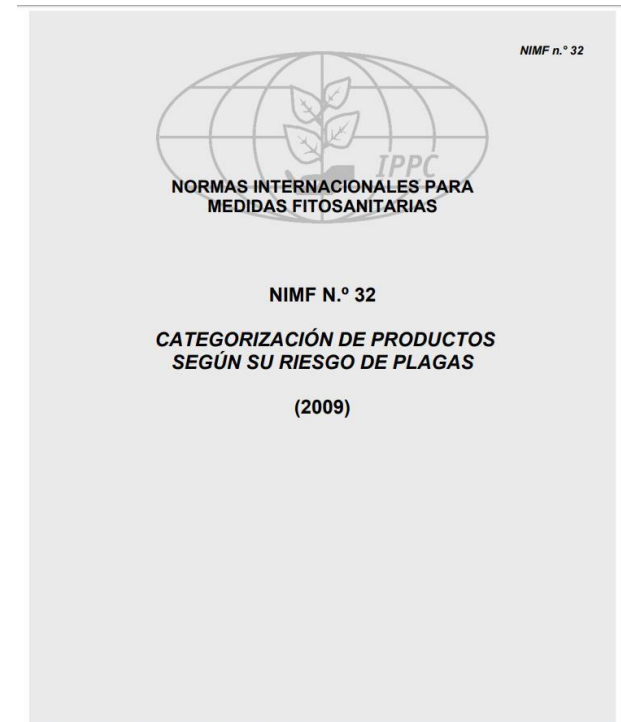 NIMF n.° 32
IPPC
NORMAS INTERNACIONALES PARA
MEDIDAS FITOSANITARIAS
NIMF N.º 32
CATEGORIZACIÓN DE PRODUCTOS
SEGÚN SU RIESGO DE PLAGAS
(2009)